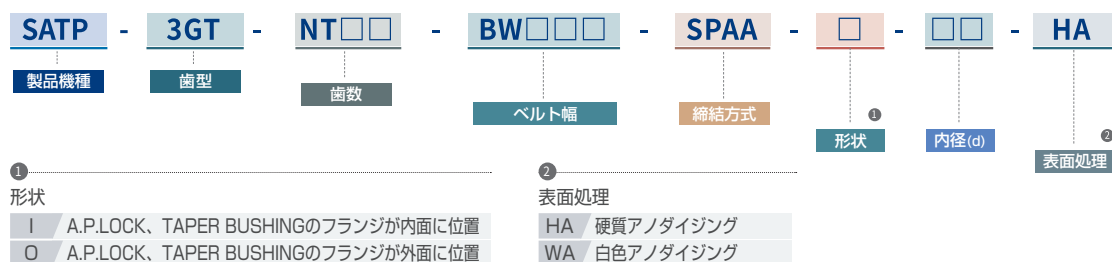 SATP - 3GT - NT□□ - BW□□□ - SPAA - □ - □□ - HA
製品機種
歯型
歯数
ベルト幅
締結方式
❶
形状
内径(d)
❷
表面処理
❶
形状
I A.P.LOCK、TAPER BUSHINGのフランジが内面に位置
O A.P.LOCK、TAPER BUSHINGのフランジが外面に位置
❷
表面処理
HA 硬質アノダイジング
WA 白色アノダイジング